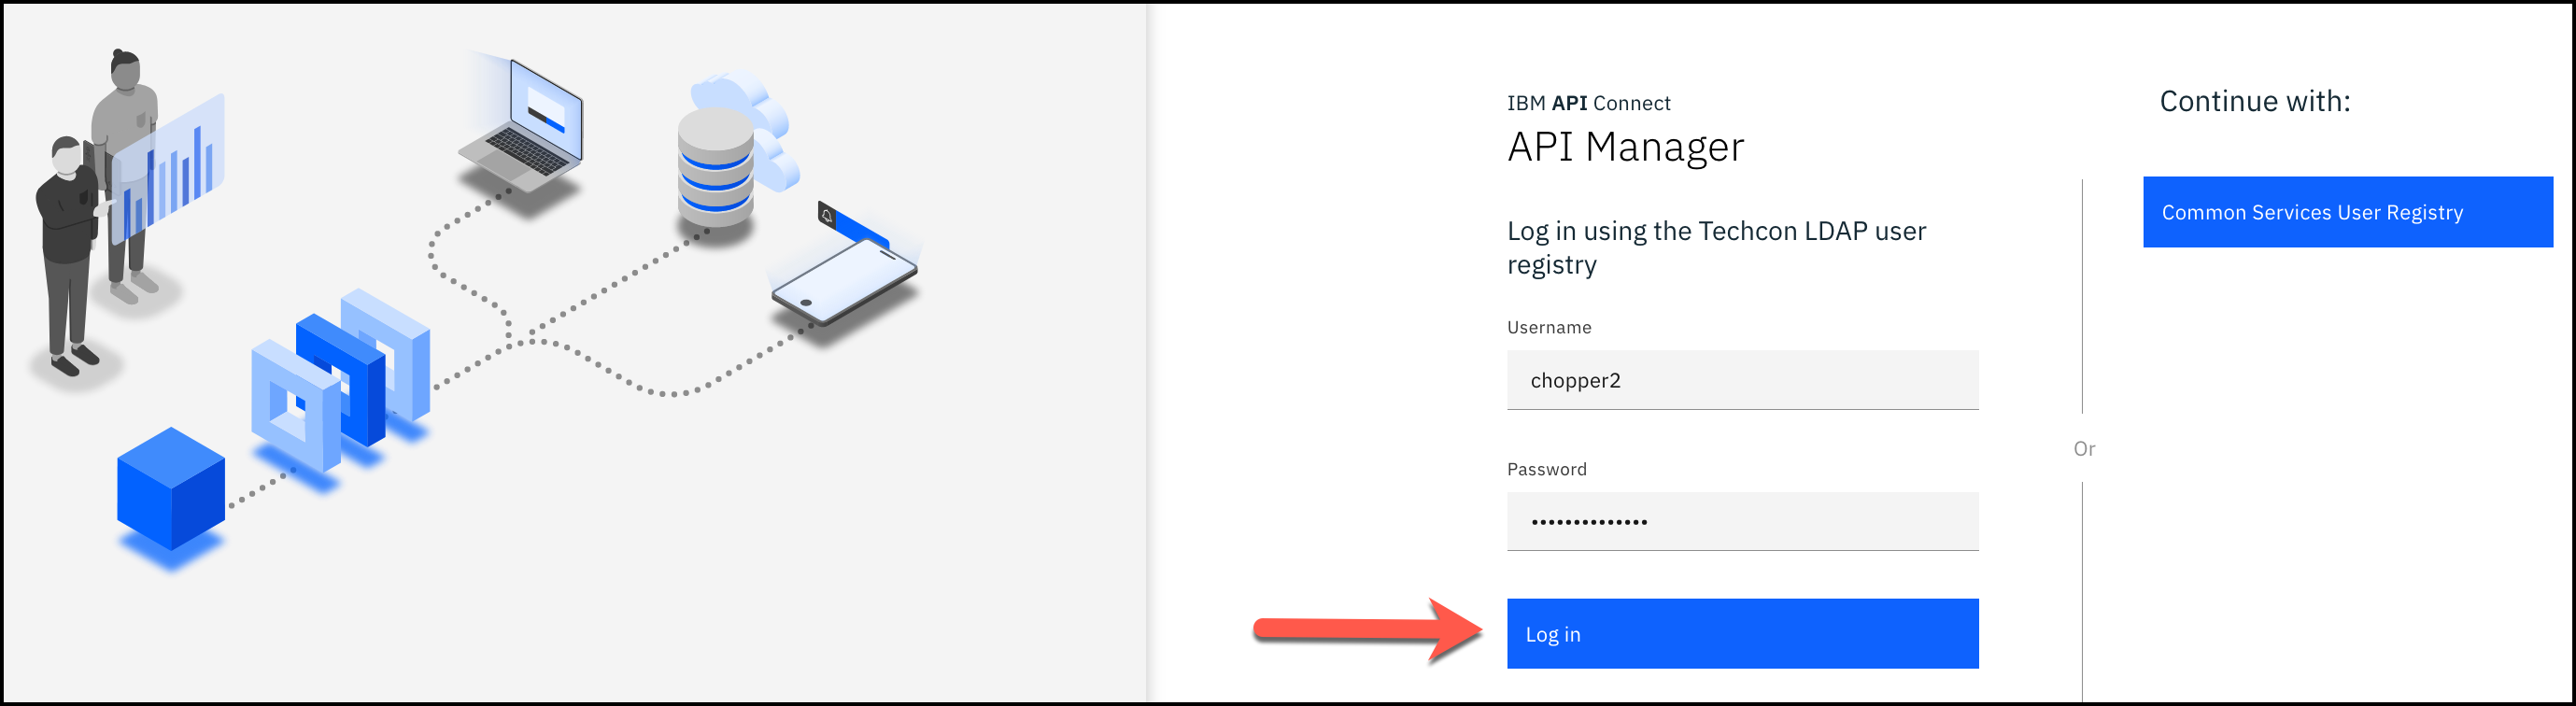 IBM API Connect
API Manager
Log in using the Techcon LDAP user
registry
Username
chopper2
Password
••••••••••••••
Log in
Or
Continue with:
Common Services User Registry